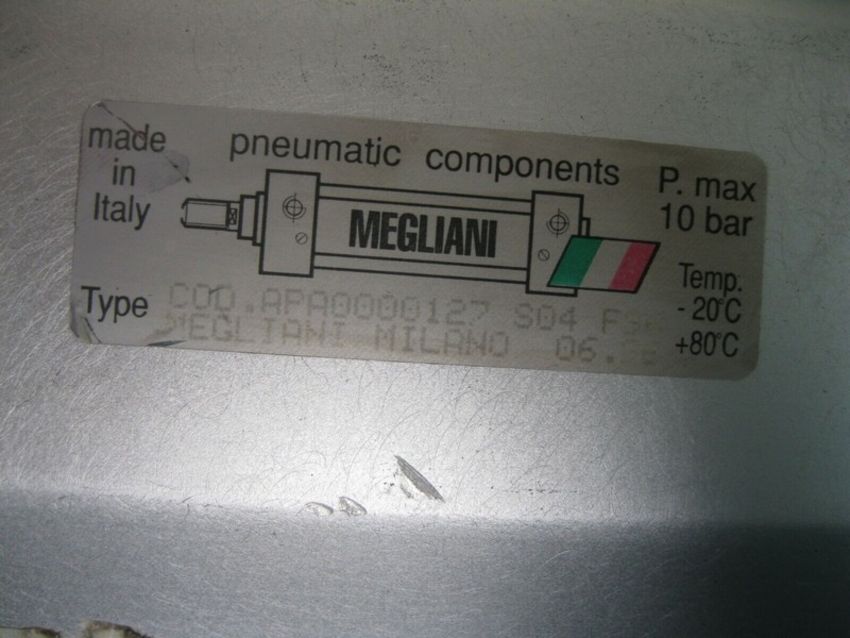 made
in
Italy
pneumatic components
MEGLIANI
P. max
10 bar
Temp.
- 20°C
+80°C
Type COD.APA0000127 S04
MEGLIANI MILANO